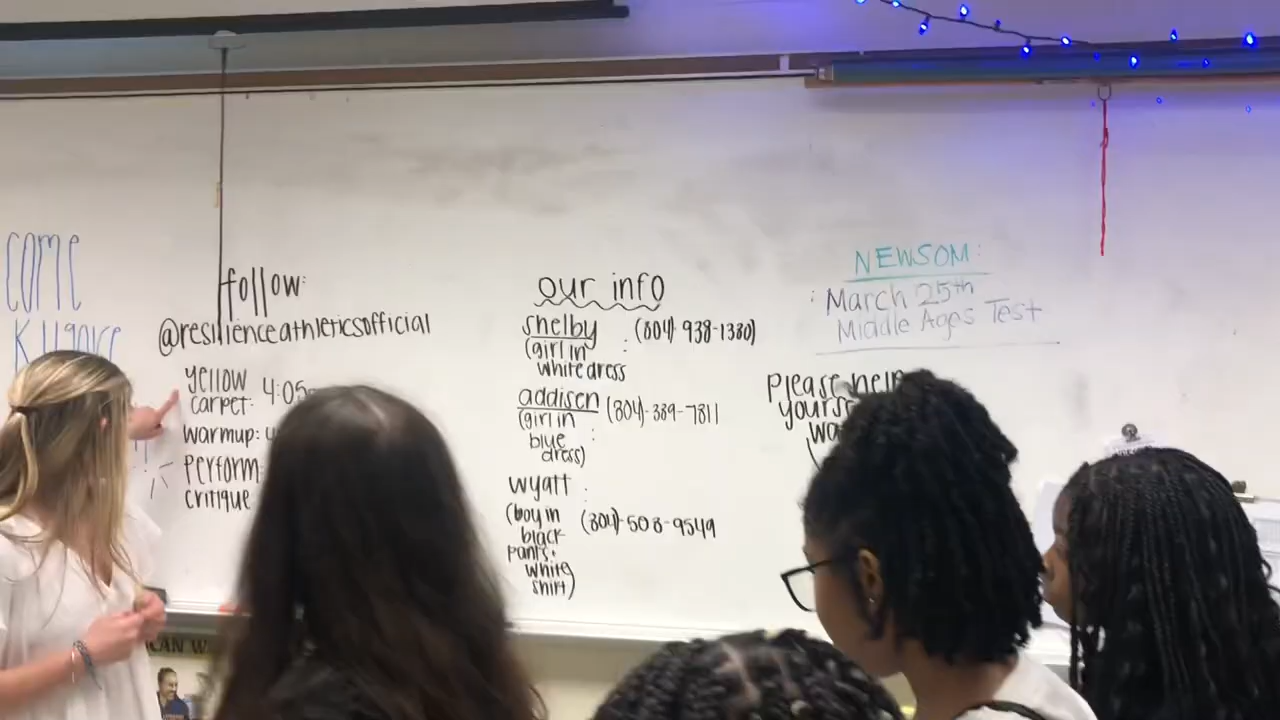 COME
KILGORE
follow:
@resilienceathleticsofficial
yellow
carpet: 4:05
warmup: 4
perform
critique
our info
shelby : (804) 938-1380)
(girl in
white dress
addison : (804)-389-7811
(girl in
blue
dress)
wyatt : (804)-508-9549
(boy in
black
pants,
white
shirt)
NEWSOM:
: March 25th
Middle Ages Test
Please help